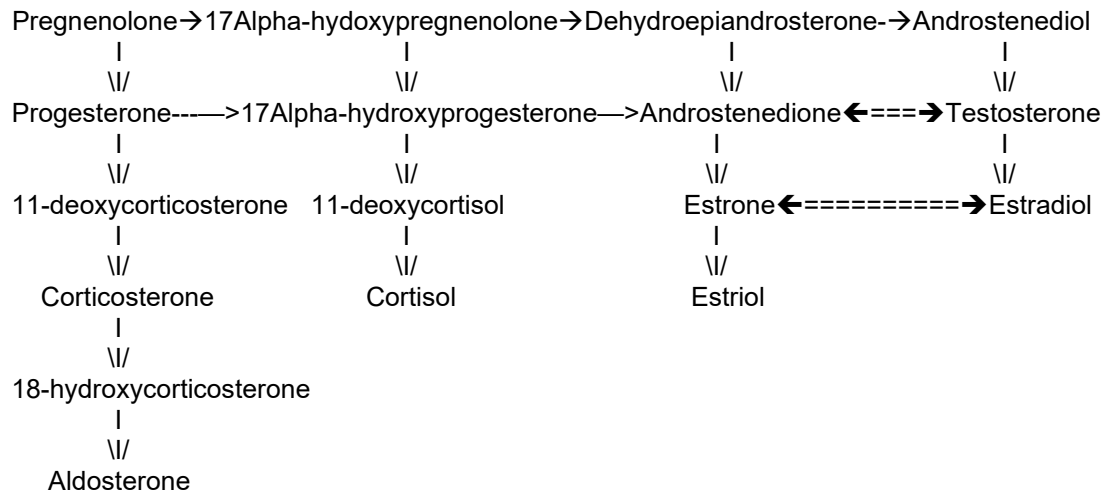 Pregnenolone→17Alpha-hydoxypregnenolone→Dehydroepiandrosterone-→Androstenediol
I I I I
\I/ \I/ \I/ \I/
Progesterone---—>17Alpha-hydroxyprogesterone—>Androstenedione🡸===🡺Testosterone
I I I I
\I/ \I/ \I/ \I/
11-deoxycorticosterone 11-deoxycortisol Estrone🡸==========🡺Estradiol
I I I
\I/ \I/ \I/
Corticosterone Cortisol Estriol
I
\I/
18-hydroxycorticosterone
I
\I/
Aldosterone